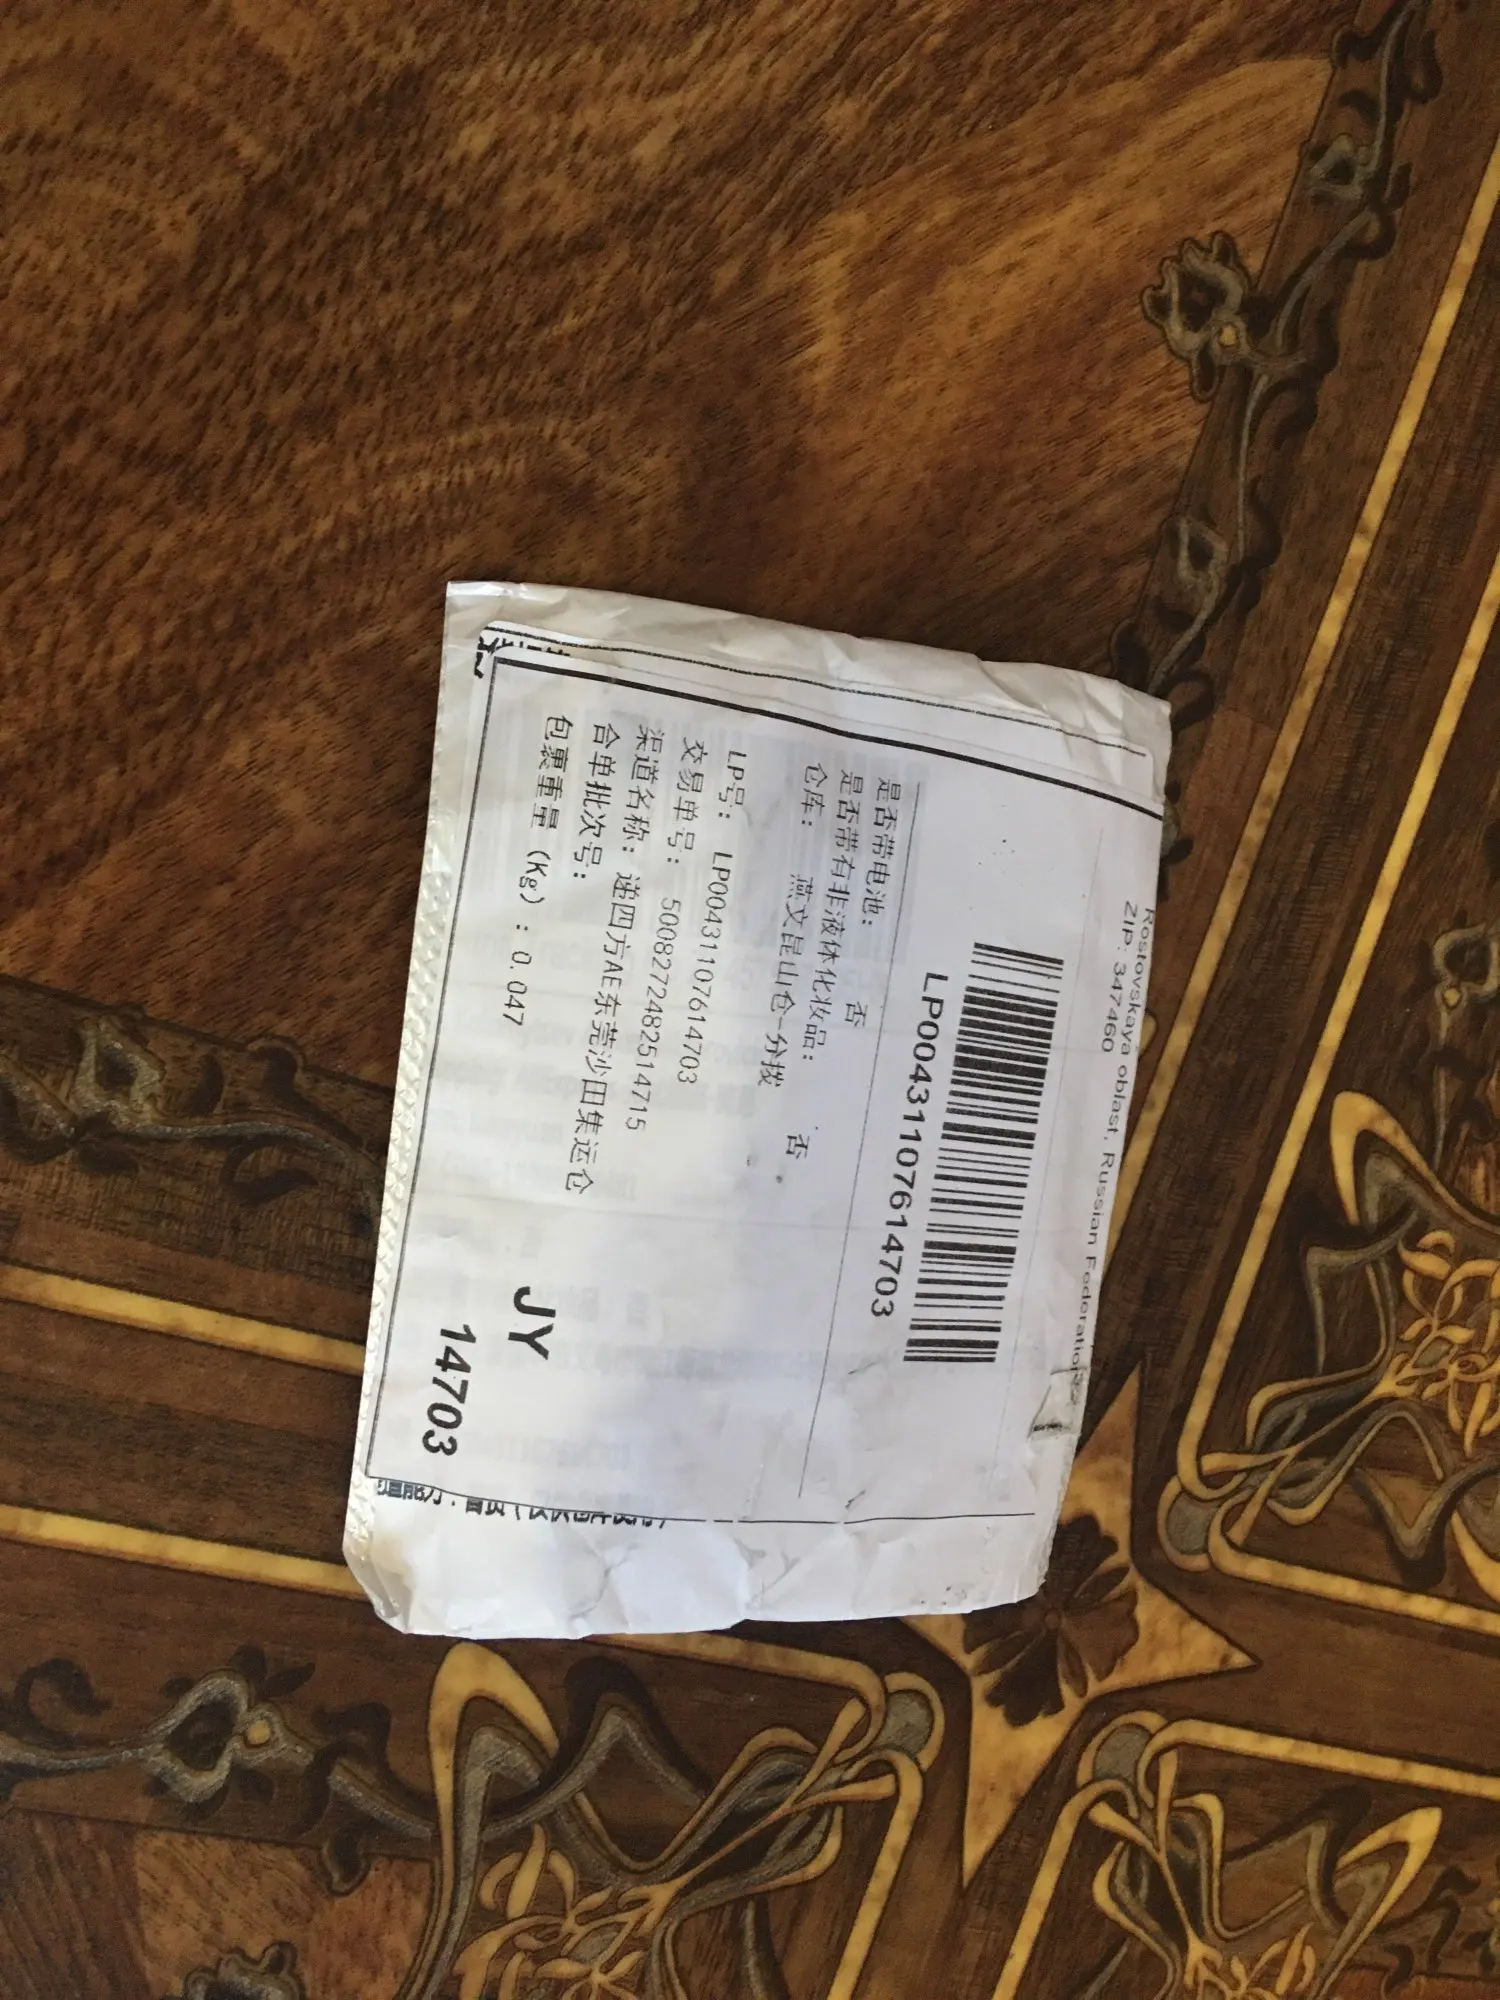 Rostovskaya oblast, Russian Federation
ZIP: 347460
LP00431107614703
是否带电池： 否
是否带有非液体化妆品： 否
仓库： 燕文昆山仓-分拨
LP号： LP00431107614703
交易单号： 5008272482514715
渠道名称： 递四方AE东莞沙田集运仓
合单批次号：
包裹重量（Kg）: 0.047
JY
14703